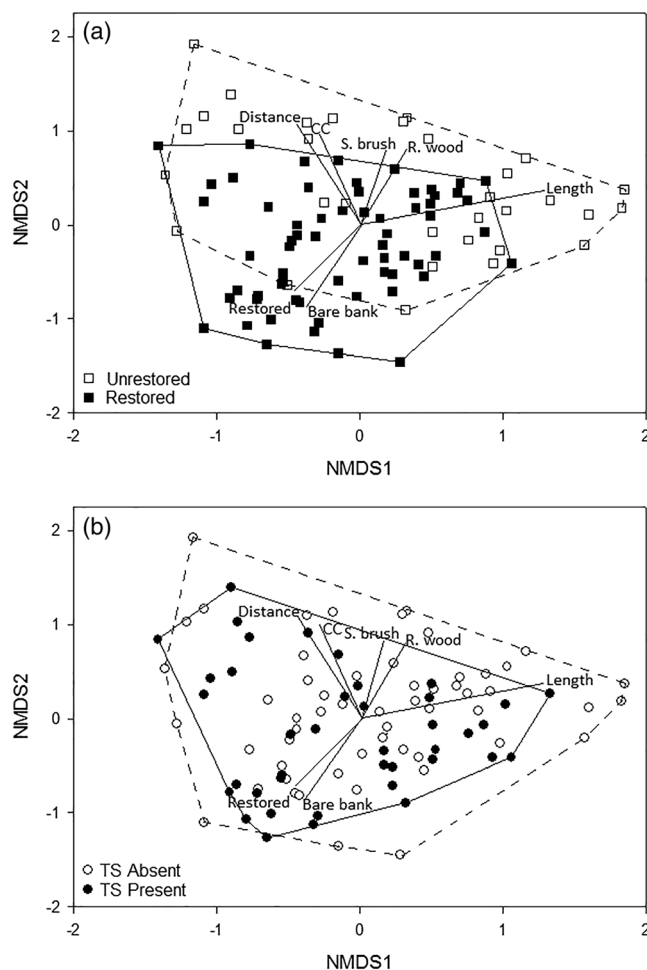 (a)
2
1
0
-1
-2
NMDS2
Distance
CC
S. brush
R. wood
Length
Restored
Bare bank
Unrestored
Restored
-2
-1
0
1
2
NMDS1
(b)
2
1
0
-1
-2
NMDS2
Distance
CC
S. brush
R. wood
Length
Restored
Bare bank
TS Absent
TS Present
-2
-1
0
1
2
NMDS1